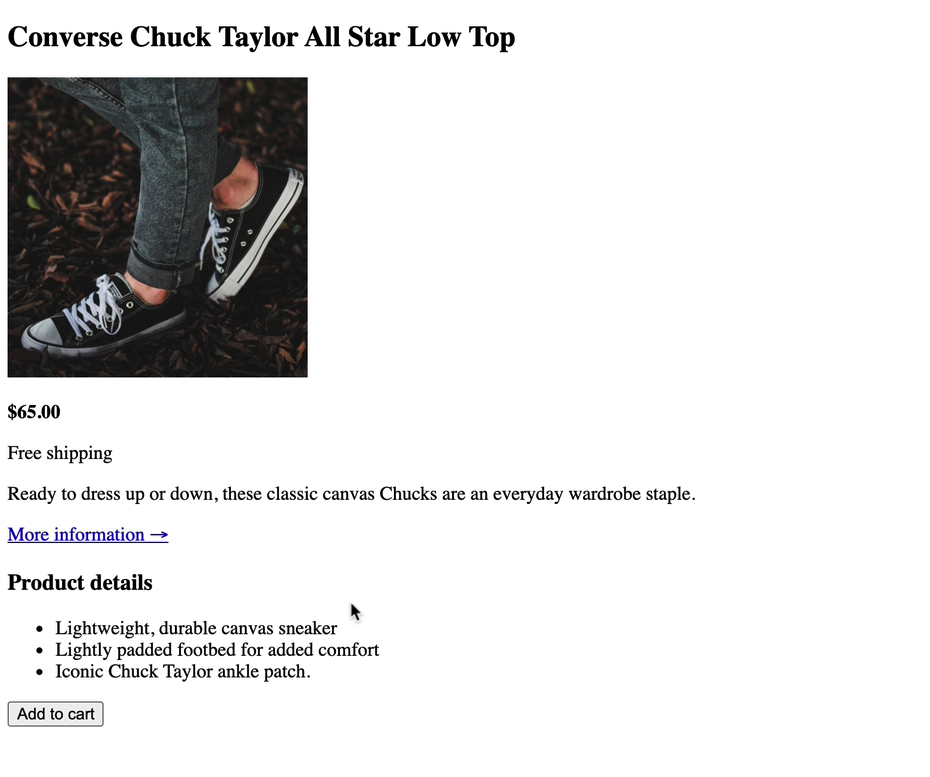 Converse Chuck Taylor All Star Low Top
$65.00
Free shipping
Ready to dress up or down, these classic canvas Chucks are an everyday wardrobe staple.
More information →
Product details
• Lightweight, durable canvas sneaker
• Lightly padded footbed for added comfort
• Iconic Chuck Taylor ankle patch.
Add to cart